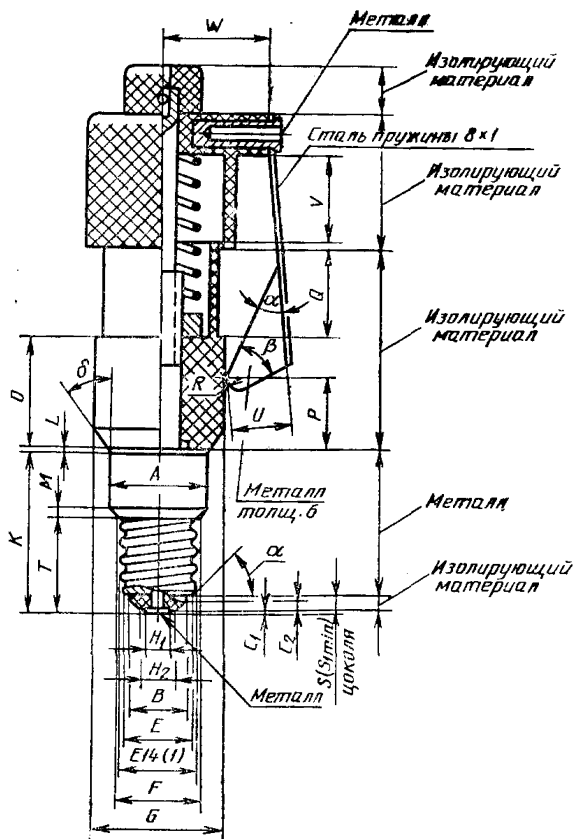 W
Металл
Изолирующий
материал
Сталь пружины 8×1
Изолирующий
материал
V
Q
α
β
Изолирующий
материал
δ
D
L
R
U
P
A
Металл
толщ. 6
Металл
M
K
T
α
Изолирующий
материал
H1
C1
C2
S(S1min)
цоколя
H2
Металл
B
E
E14(1)
F
G